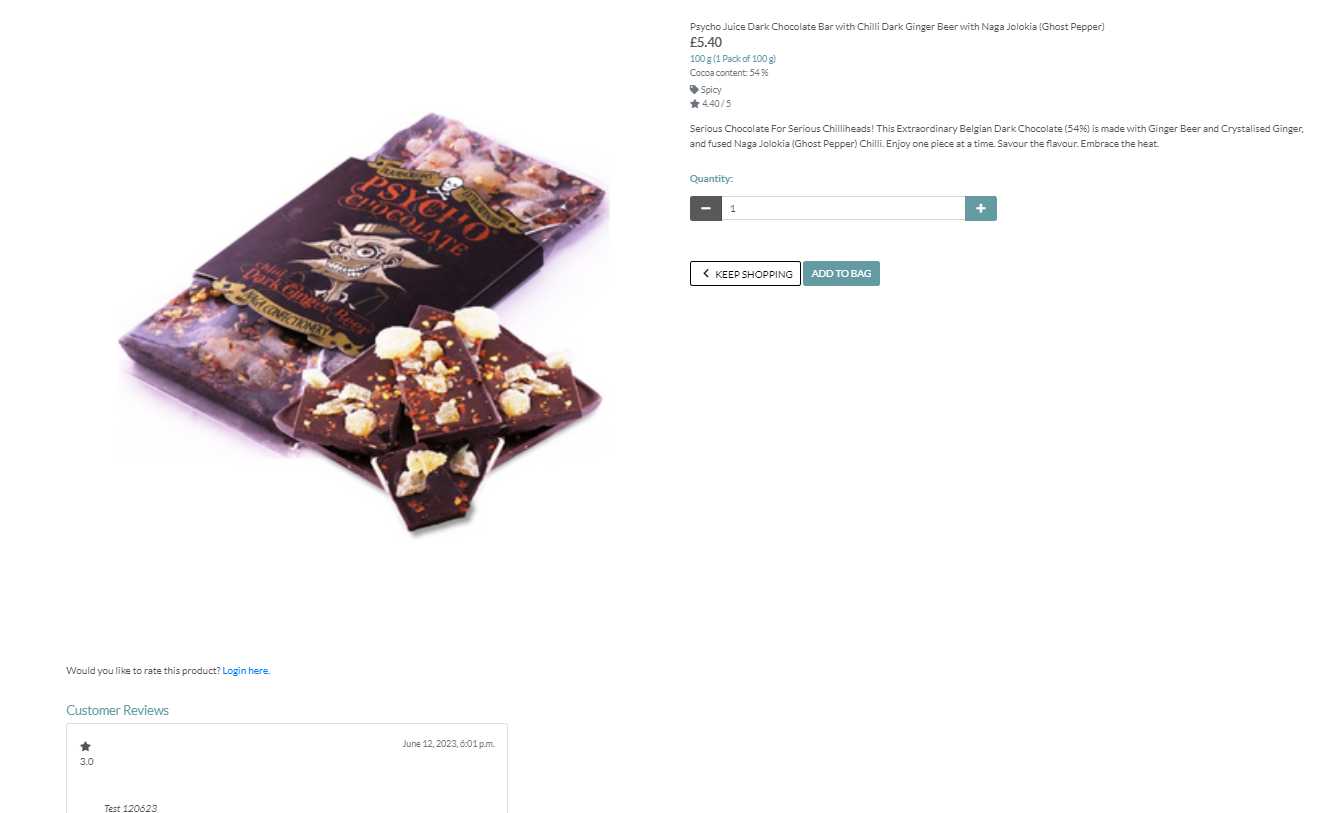 Psycho Juice Dark Chocolate Bar with Chilli Dark Ginger Beer with Naga Jolokia (Ghost Pepper)
£5.40
100 g (1 Pack of 100 g)
Cocoa content: 54 %
Spicy
4.40 / 5
Serious Chocolate For Serious Chilliheads! This Extraordinary Belgian Dark Chocolate (54%) is made with Ginger Beer and Crystalised Ginger,
and fused Naga Jolokia (Ghost Pepper) Chilli. Enjoy one piece at a time. Savour the flavour. Embrace the heat.
Quantity:
1
KEEP SHOPPING
ADD TO BAG
PSYCHO
CHOCOLATE
chilli
Dark Ginger Beer
NAGA CONFECTIONERY
Would you like to rate this product? Login here.
Customer Reviews
June 12, 2023, 6:01 p.m.
3.0
Test 120623